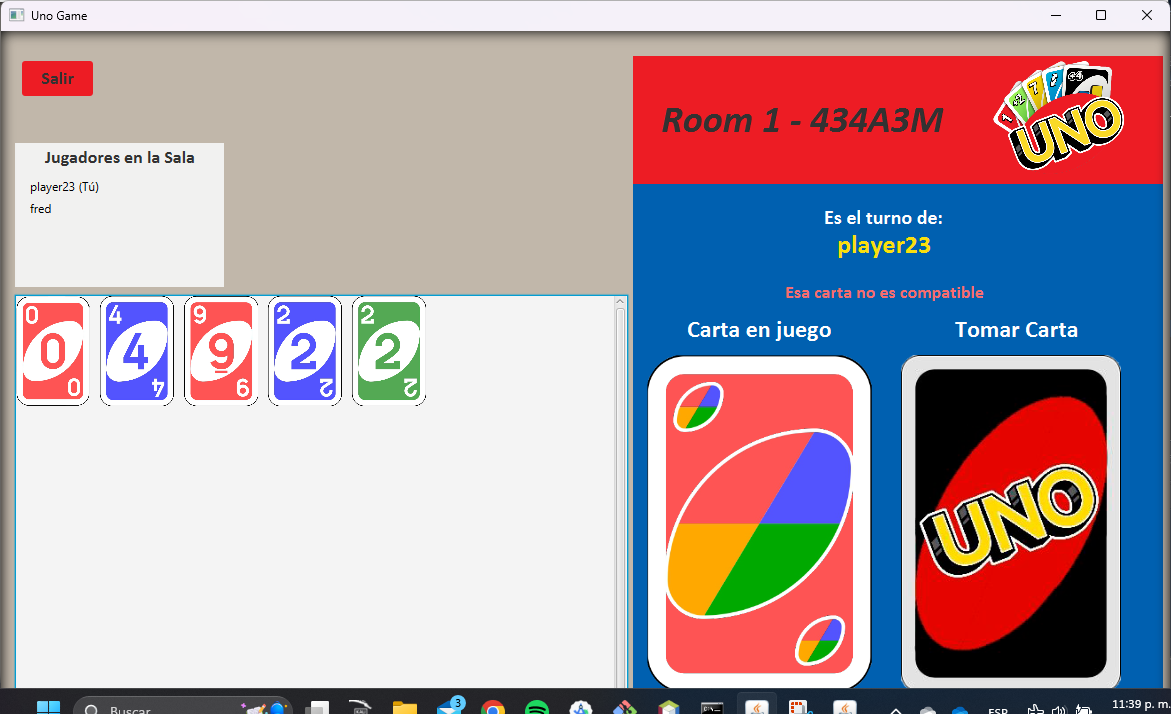 Uno Game
Salir
Room 1 - 434A3M
UNO
Jugadores en la Sala
player23 (Tú)
fred
Es el turno de:
player23
Esa carta no es compatible
Carta en juego
Tomar Carta
0 4 9 2 2
0 4 9 2 2
0 4 9 2 2
UNO
Buscar
3
ESP
11:39 p. m.